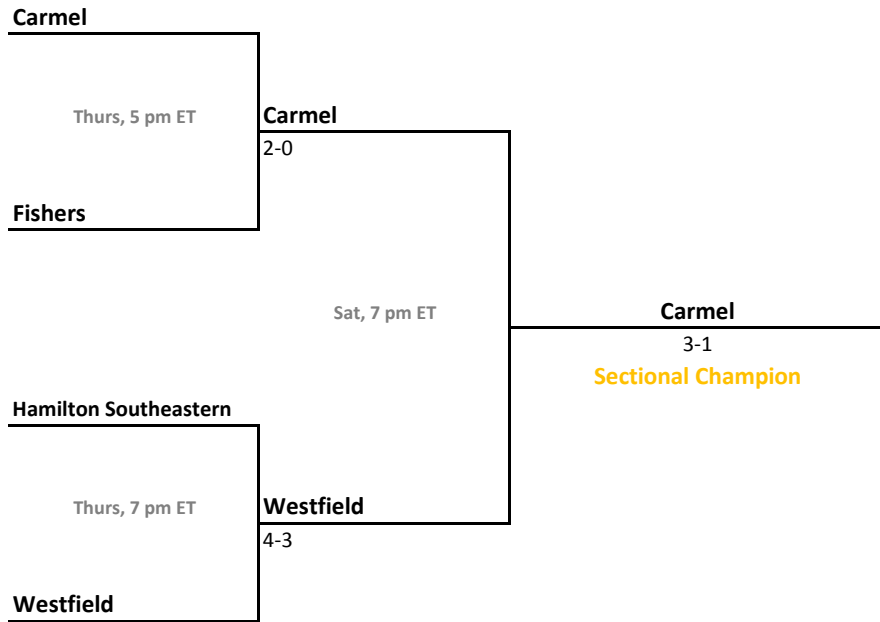 Carmel
Thurs, 5 pm ET
Carmel
2-0
Fishers
Sat, 7 pm ET
Carmel
3-1
Sectional Champion
Hamilton Southeastern
Thurs, 7 pm ET
Westfield
4-3
Westfield